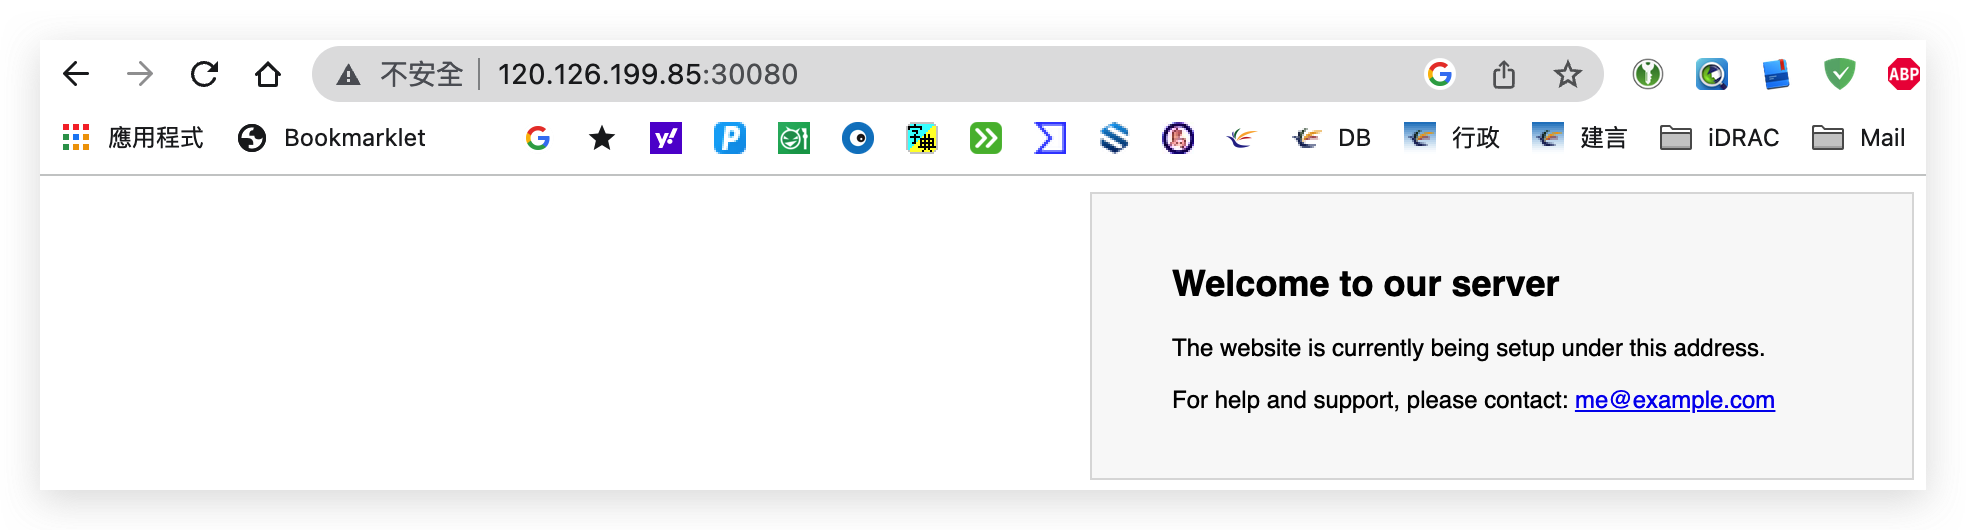 不安全 120.126.199.85:30080
ABP
應用程式 Bookmarklet y! P 字典 DB 行政 建言 iDRAC Mail
Welcome to our server
The website is currently being setup under this address.
For help and support, please contact: me@example.com